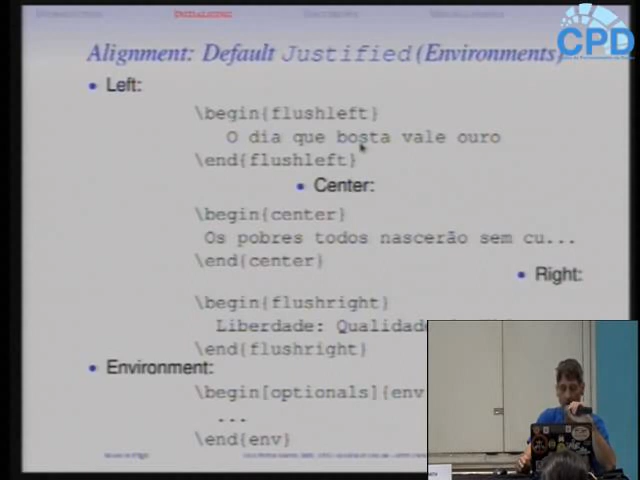 INITIALISING
CPD
Alignment: Default Justified (Environments)
• Left:
\begin{flushleft}
O dia que bosta vale ouro
\end{flushleft}
• Center:
\begin{center}
Os pobres todos nascerão sem cu...
\end{center}
• Right:
\begin{flushright}
Liberdade: Qualidade
\end{flushright}
• Environment:
\begin[optionals]{env
...
\end{env}